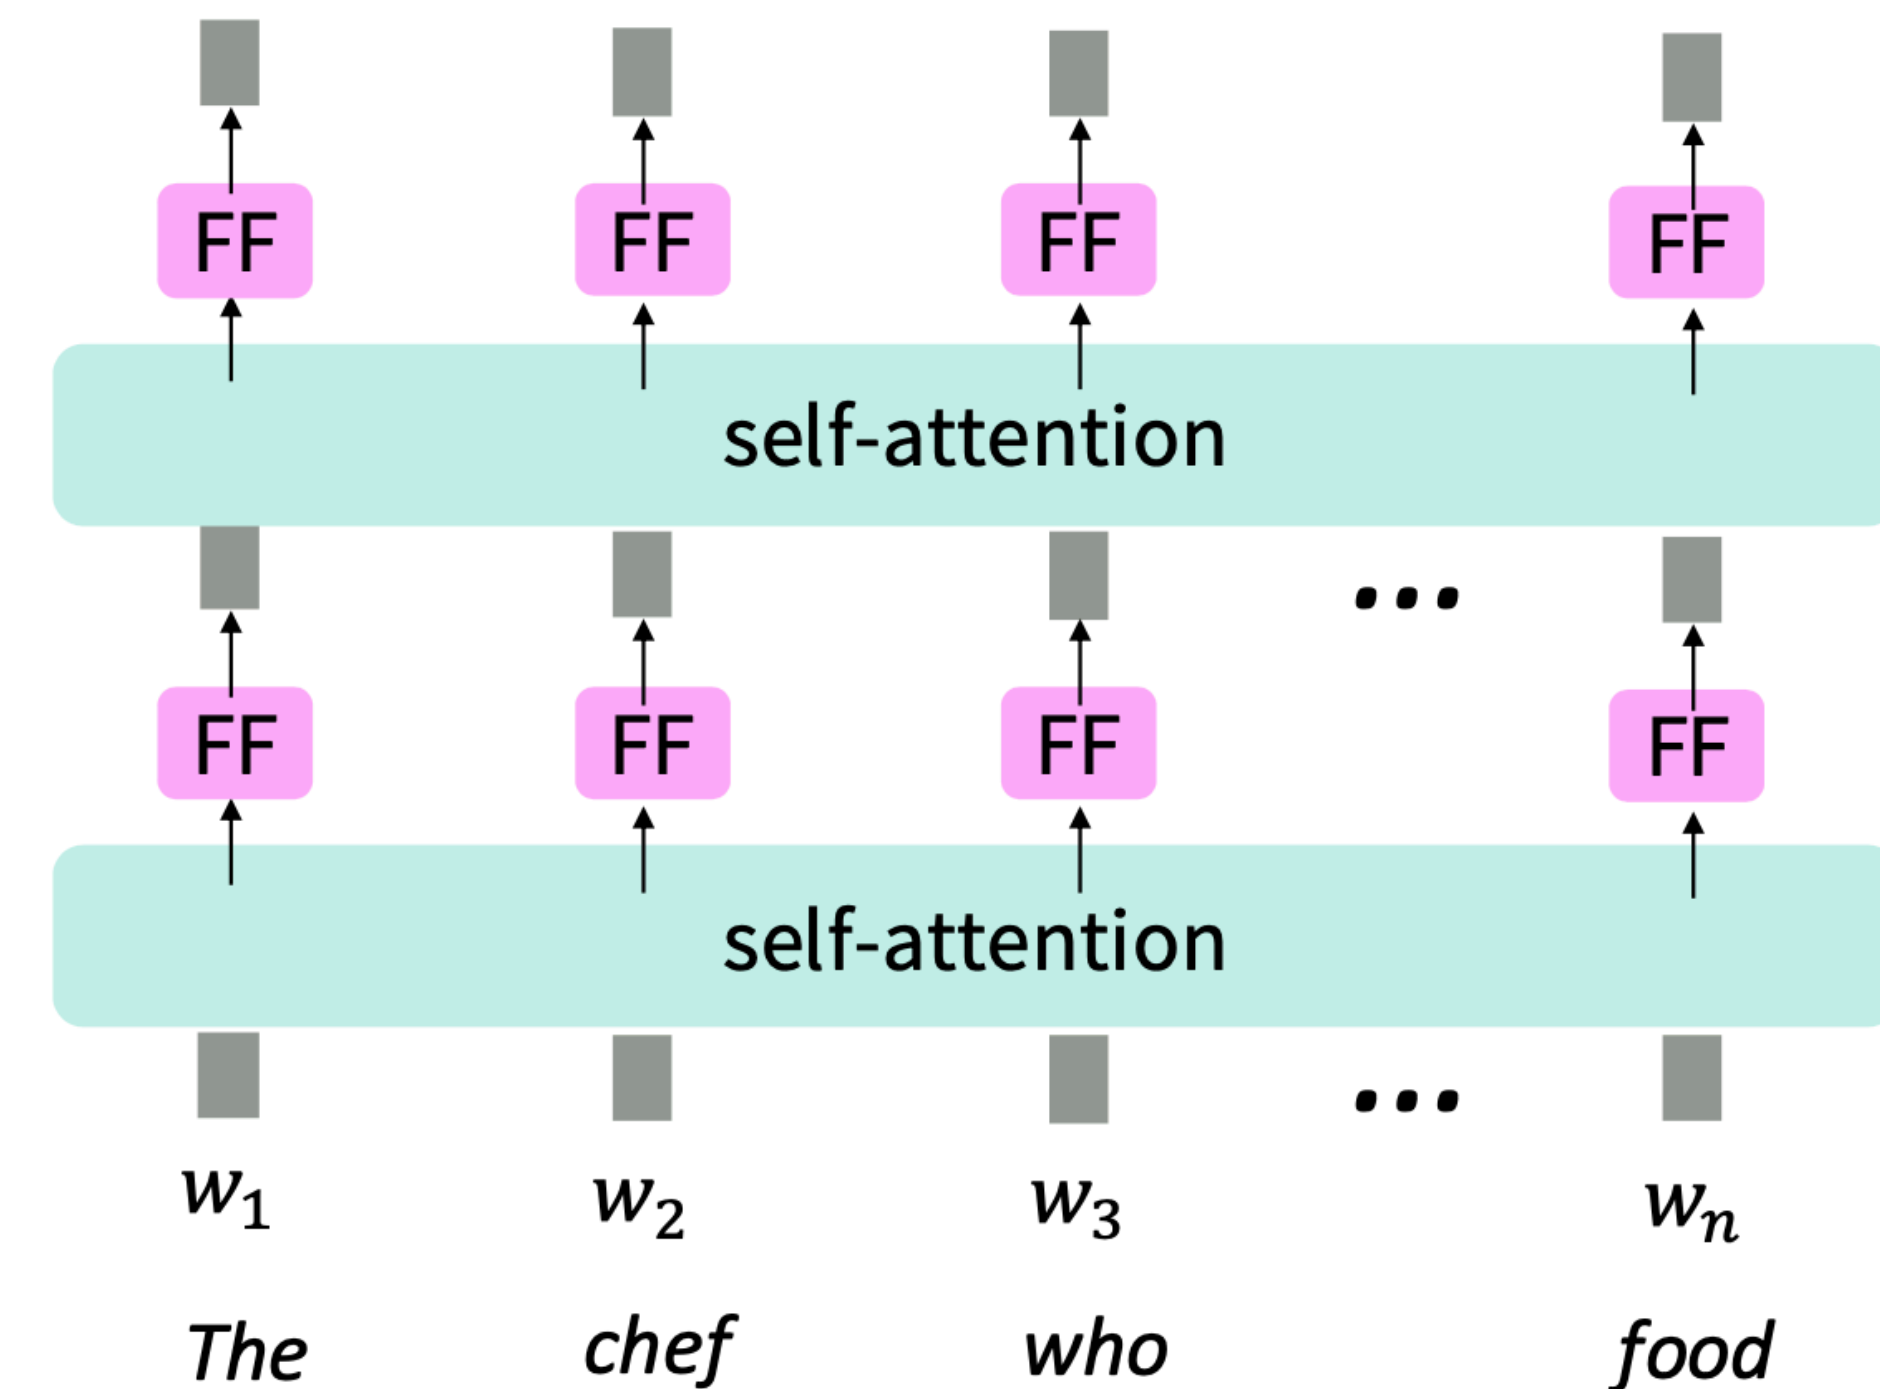 FF FF FF FF
self-attention
...
FF FF FF FF
self-attention
...
w₁ w₂ w₃ wₙ
The chef who food